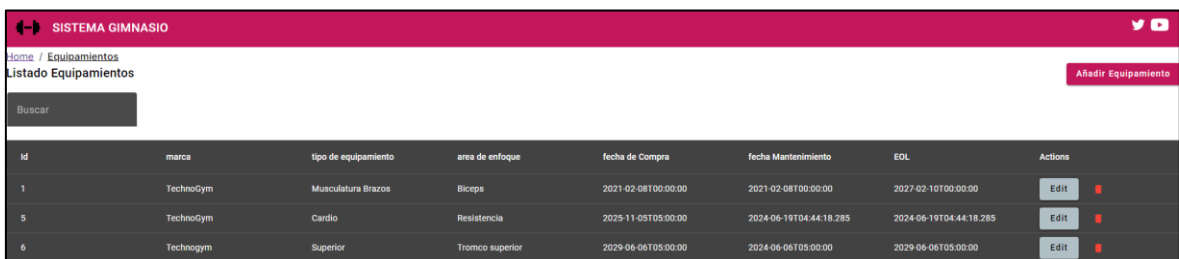 SISTEMA GIMNASIO
Home / Equipamientos
Listado Equipamientos
Añadir Equipamiento
Buscar
Id marca tipo de equipamiento area de enfoque fecha de Compra fecha Mantenimiento EOL Actions
1 TechnoGym Musculatura Brazos Biceps 2021-02-08T00:00:00 2021-02-08T00:00:00 2027-02-10T00:00:00 Edit
5 TechnoGym Cardio Resistencia 2025-11-05T05:00:00 2024-06-19T04:44:18.285 2024-06-19T04:44:18.285 Edit
6 Technogym Superior Tromco superior 2029-06-06T05:00:00 2024-06-06T05:00:00 2029-06-06T05:00:00 Edit